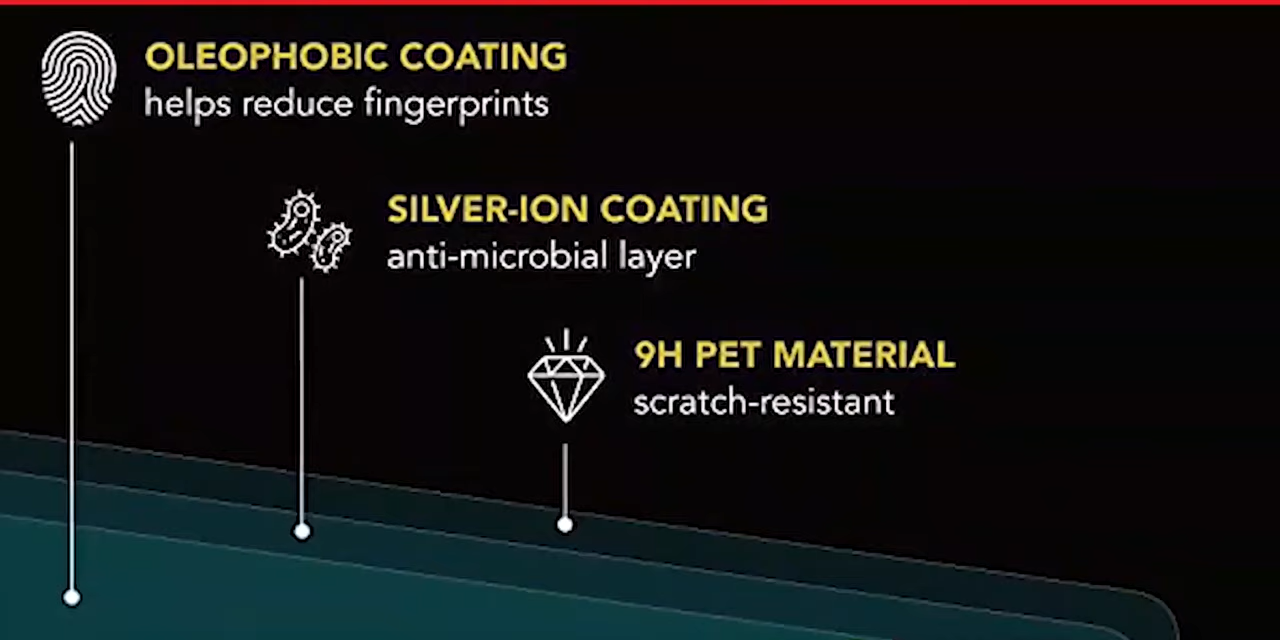 OLEOPHOBIC COATING
helps reduce fingerprints
SILVER-ION COATING
anti-microbial layer
9H PET MATERIAL
scratch-resistant